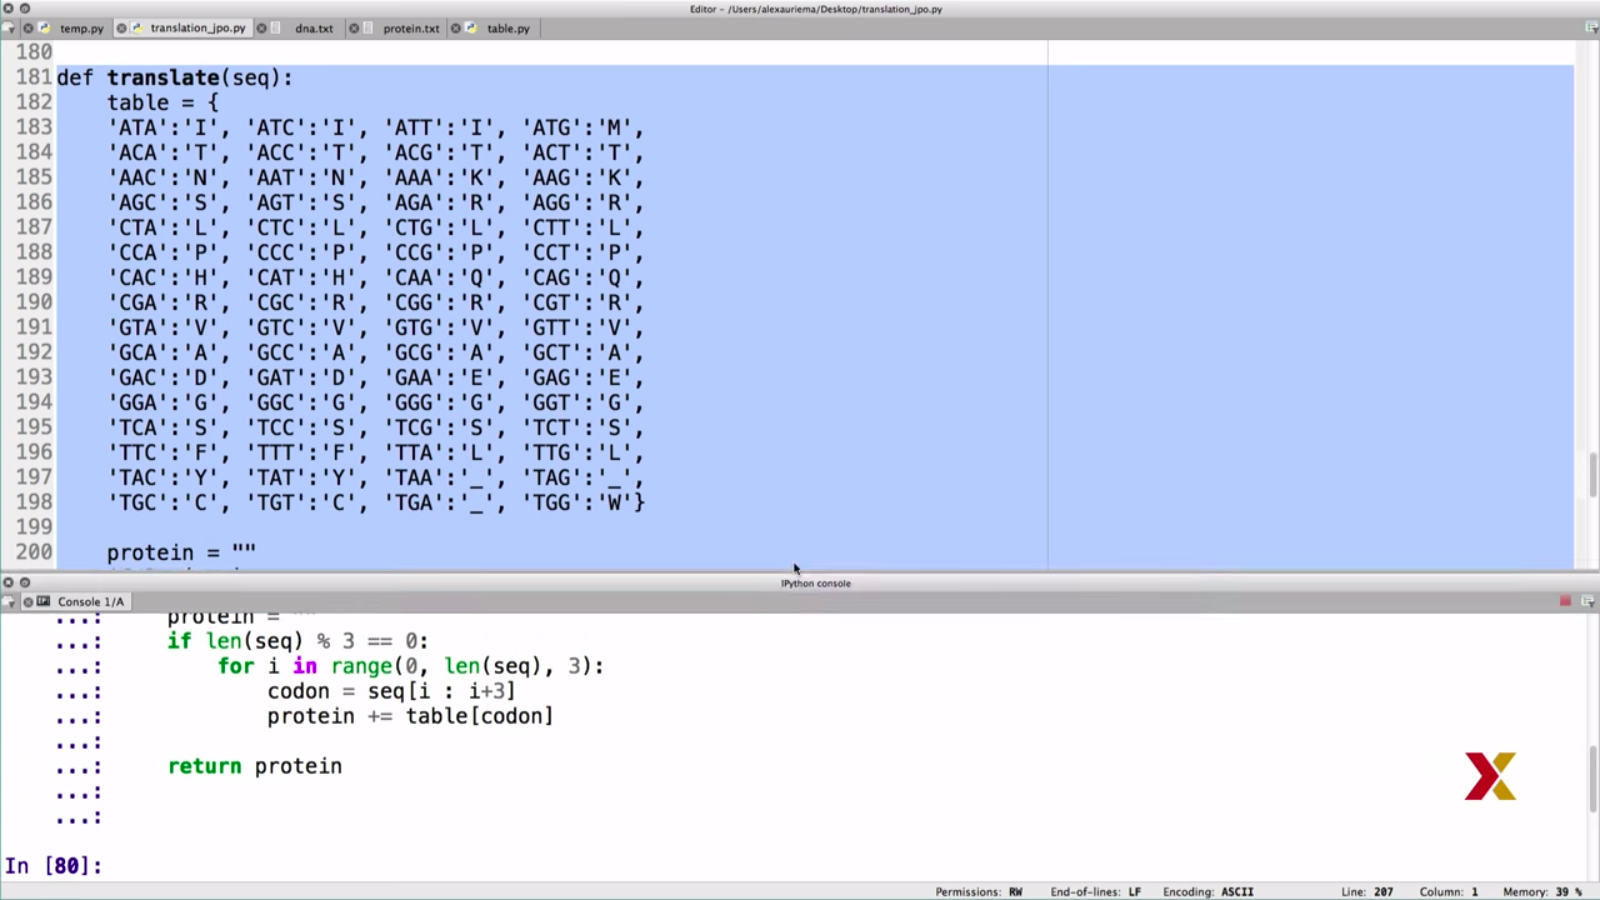 Editor - /Users/alexauriema/Desktop/translation_jpo.py
temp.py translation_jpo.py dna.txt protein.txt table.py
180
181 def translate(seq):
182     table = {
183     'ATA':'I', 'ATC':'I', 'ATT':'I', 'ATG':'M',
184     'ACA':'T', 'ACC':'T', 'ACG':'T', 'ACT':'T',
185     'AAC':'N', 'AAT':'N', 'AAA':'K', 'AAG':'K',
186     'AGC':'S', 'AGT':'S', 'AGA':'R', 'AGG':'R',
187     'CTA':'L', 'CTC':'L', 'CTG':'L', 'CTT':'L',
188     'CCA':'P', 'CCC':'P', 'CCG':'P', 'CCT':'P',
189     'CAC':'H', 'CAT':'H', 'CAA':'Q', 'CAG':'Q',
190     'CGA':'R', 'CGC':'R', 'CGG':'R', 'CGT':'R',
191     'GTA':'V', 'GTC':'V', 'GTG':'V', 'GTT':'V',
192     'GCA':'A', 'GCC':'A', 'GCG':'A', 'GCT':'A',
193     'GAC':'D', 'GAT':'D', 'GAA':'E', 'GAG':'E',
194     'GGA':'G', 'GGC':'G', 'GGG':'G', 'GGT':'G',
195     'TCA':'S', 'TCC':'S', 'TCG':'S', 'TCT':'S',
196     'TTC':'F', 'TTT':'F', 'TTA':'L', 'TTG':'L',
197     'TAC':'Y', 'TAT':'Y', 'TAA':'_', 'TAG':'_',
198     'TGC':'C', 'TGT':'C', 'TGA':'_', 'TGG':'W'}
199
200     protein = ""
IPython console
Console 1/A
...:     protein = ""
...:     if len(seq) % 3 == 0:
...:         for i in range(0, len(seq), 3):
...:             codon = seq[i : i+3]
...:             protein += table[codon]
...:
...:     return protein
...:
...:
In [80]:
Permissions: RW End-of-lines: LF Encoding: ASCII Line: 207 Column: 1 Memory: 39 %